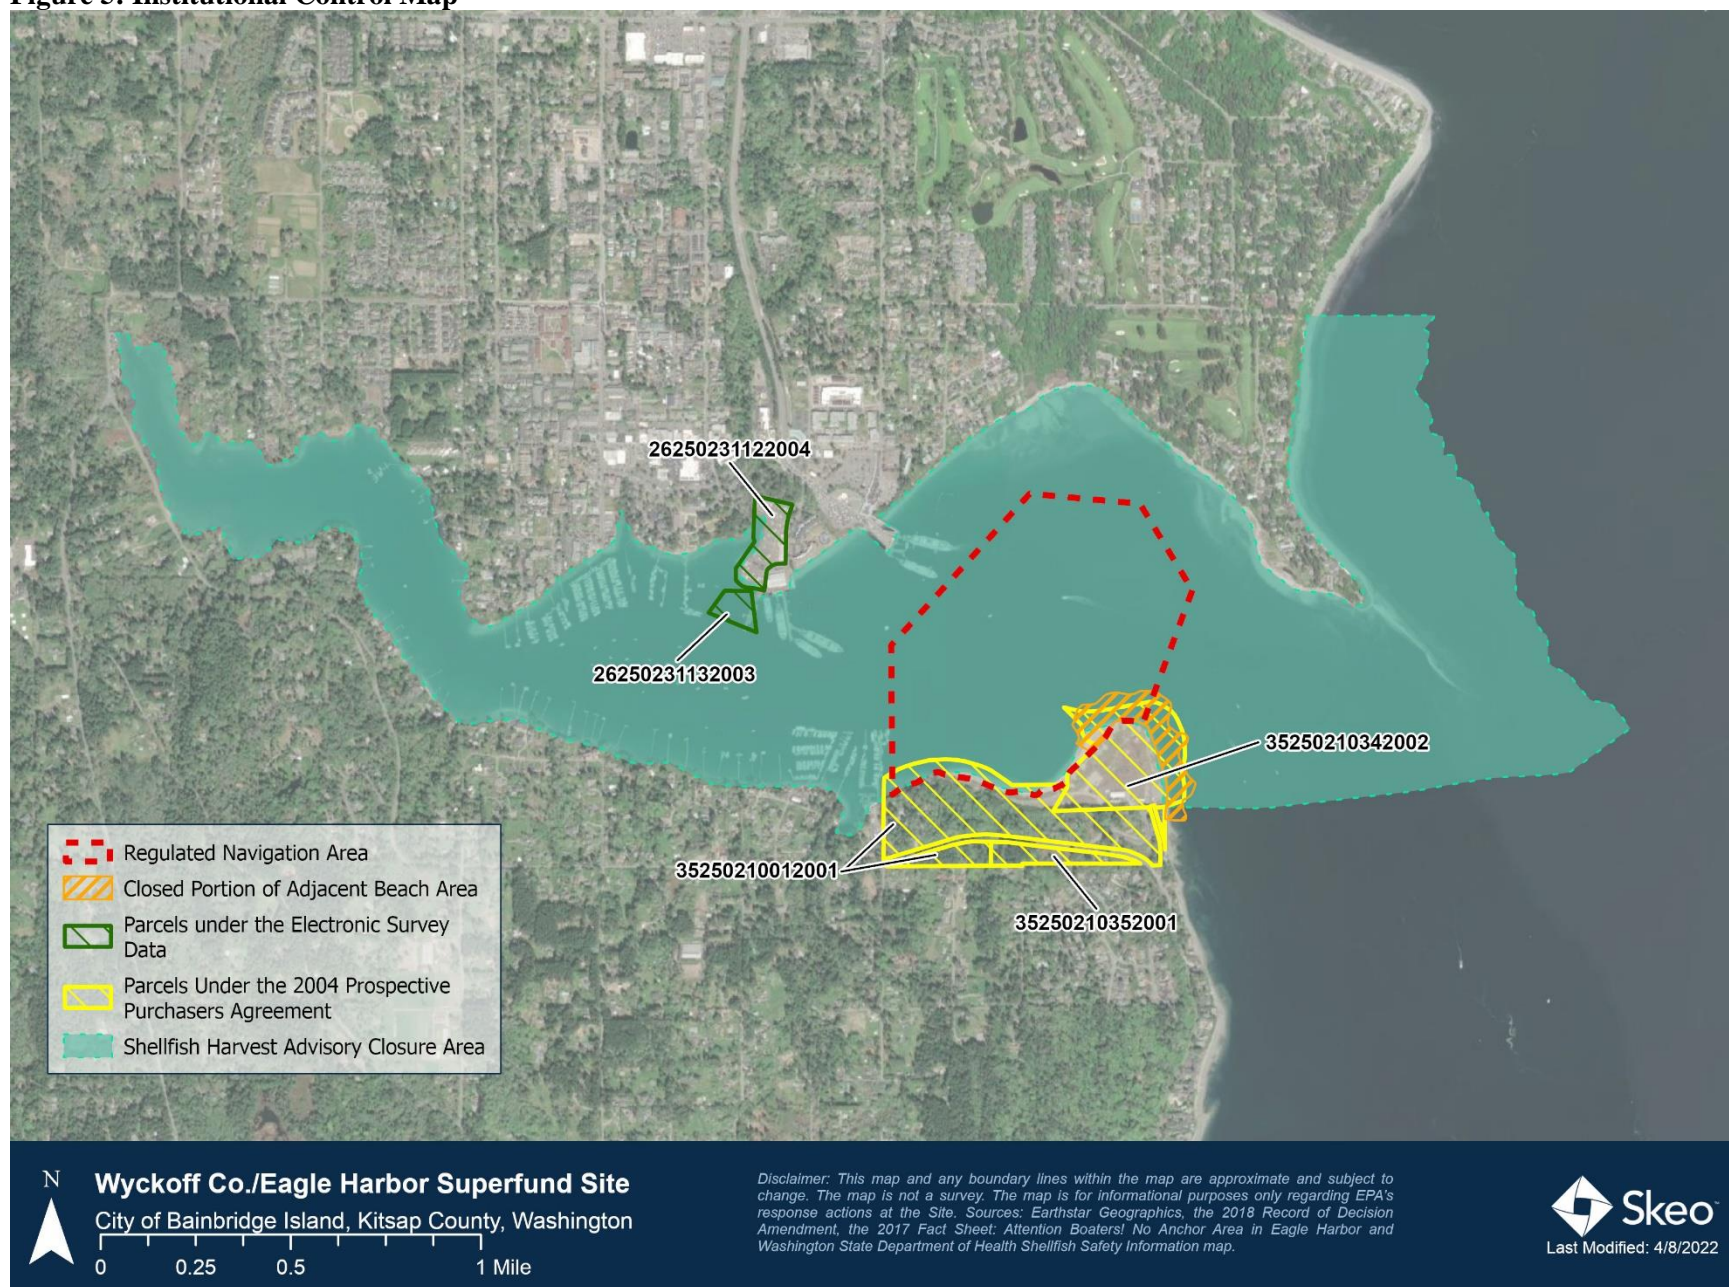 Figure 3: Institutional Control Map
26250231122004
26250231132003
35250210342002
35250210012001
35250210352001
Regulated Navigation Area
Closed Portion of Adjacent Beach Area
Parcels under the Electronic Survey
Data
Parcels Under the 2004 Prospective
Purchasers Agreement
Shellfish Harvest Advisory Closure Area
N
Wyckoff Co./Eagle Harbor Superfund Site
City of Bainbridge Island, Kitsap County, Washington
0 0.25 0.5 1 Mile
Disclaimer: This map and any boundary lines within the map are approximate and subject to
change. The map is not a survey. The map is for informational purposes only regarding EPA's
response actions at the Site. Sources: Earthstar Geographics, the 2018 Record of Decision
Amendment, the 2017 Fact Sheet: Attention Boaters! No Anchor Area in Eagle Harbor and
Washington State Department of Health Shellfish Safety Information map.
Skeo
Last Modified: 4/8/2022